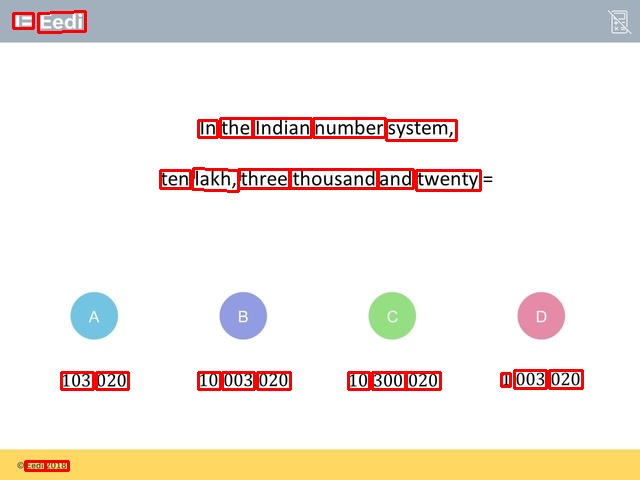 Eedi
In the Indian number system,
ten lakh, three thousand and twenty =
A B C D
103 020 10 003 020 10 300 020 1 003 020
© Eedi 2018